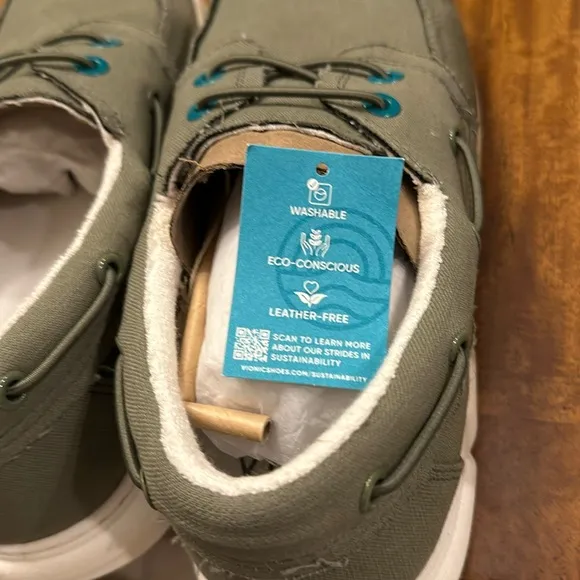 WASHABLE
ECO-CONSCIOUS
LEATHER-FREE
SCAN TO LEARN MORE
ABOUT OUR STRIDES IN
SUSTAINABILITY
VIONICSHOES.COM/SUSTAINABILITY